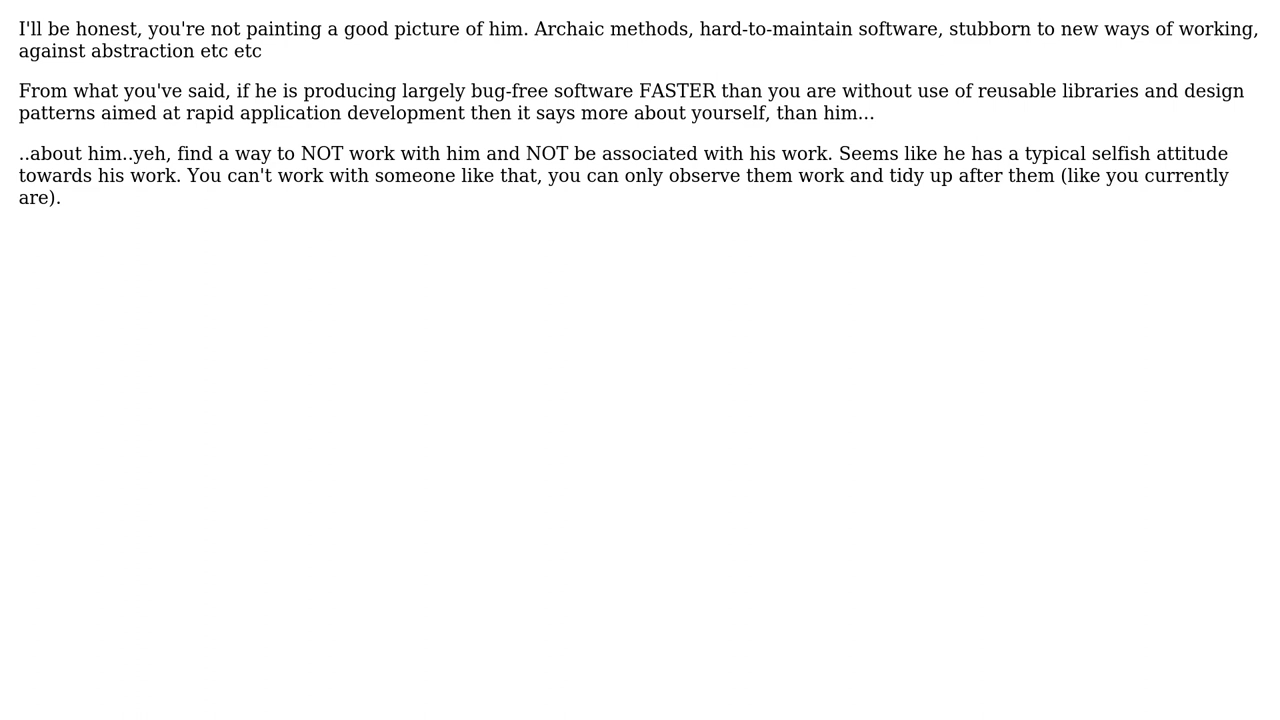 I'll be honest, you're not painting a good picture of him. Archaic methods, hard-to-maintain software, stubborn to new ways of working,
against abstraction etc etc
From what you've said, if he is producing largely bug-free software FASTER than you are without use of reusable libraries and design
patterns aimed at rapid application development then it says more about yourself, than him...
..about him..yeh, find a way to NOT work with him and NOT be associated with his work. Seems like he has a typical selfish attitude
towards his work. You can't work with someone like that, you can only observe them work and tidy up after them (like you currently
are).